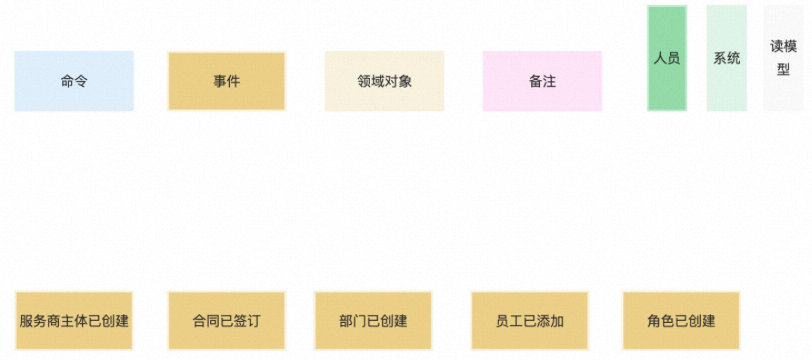 命令
事件
领域对象
备注
人员
系统
读模
型
服务商主体已创建
合同已签订
部门已创建
员工已添加
角色已创建